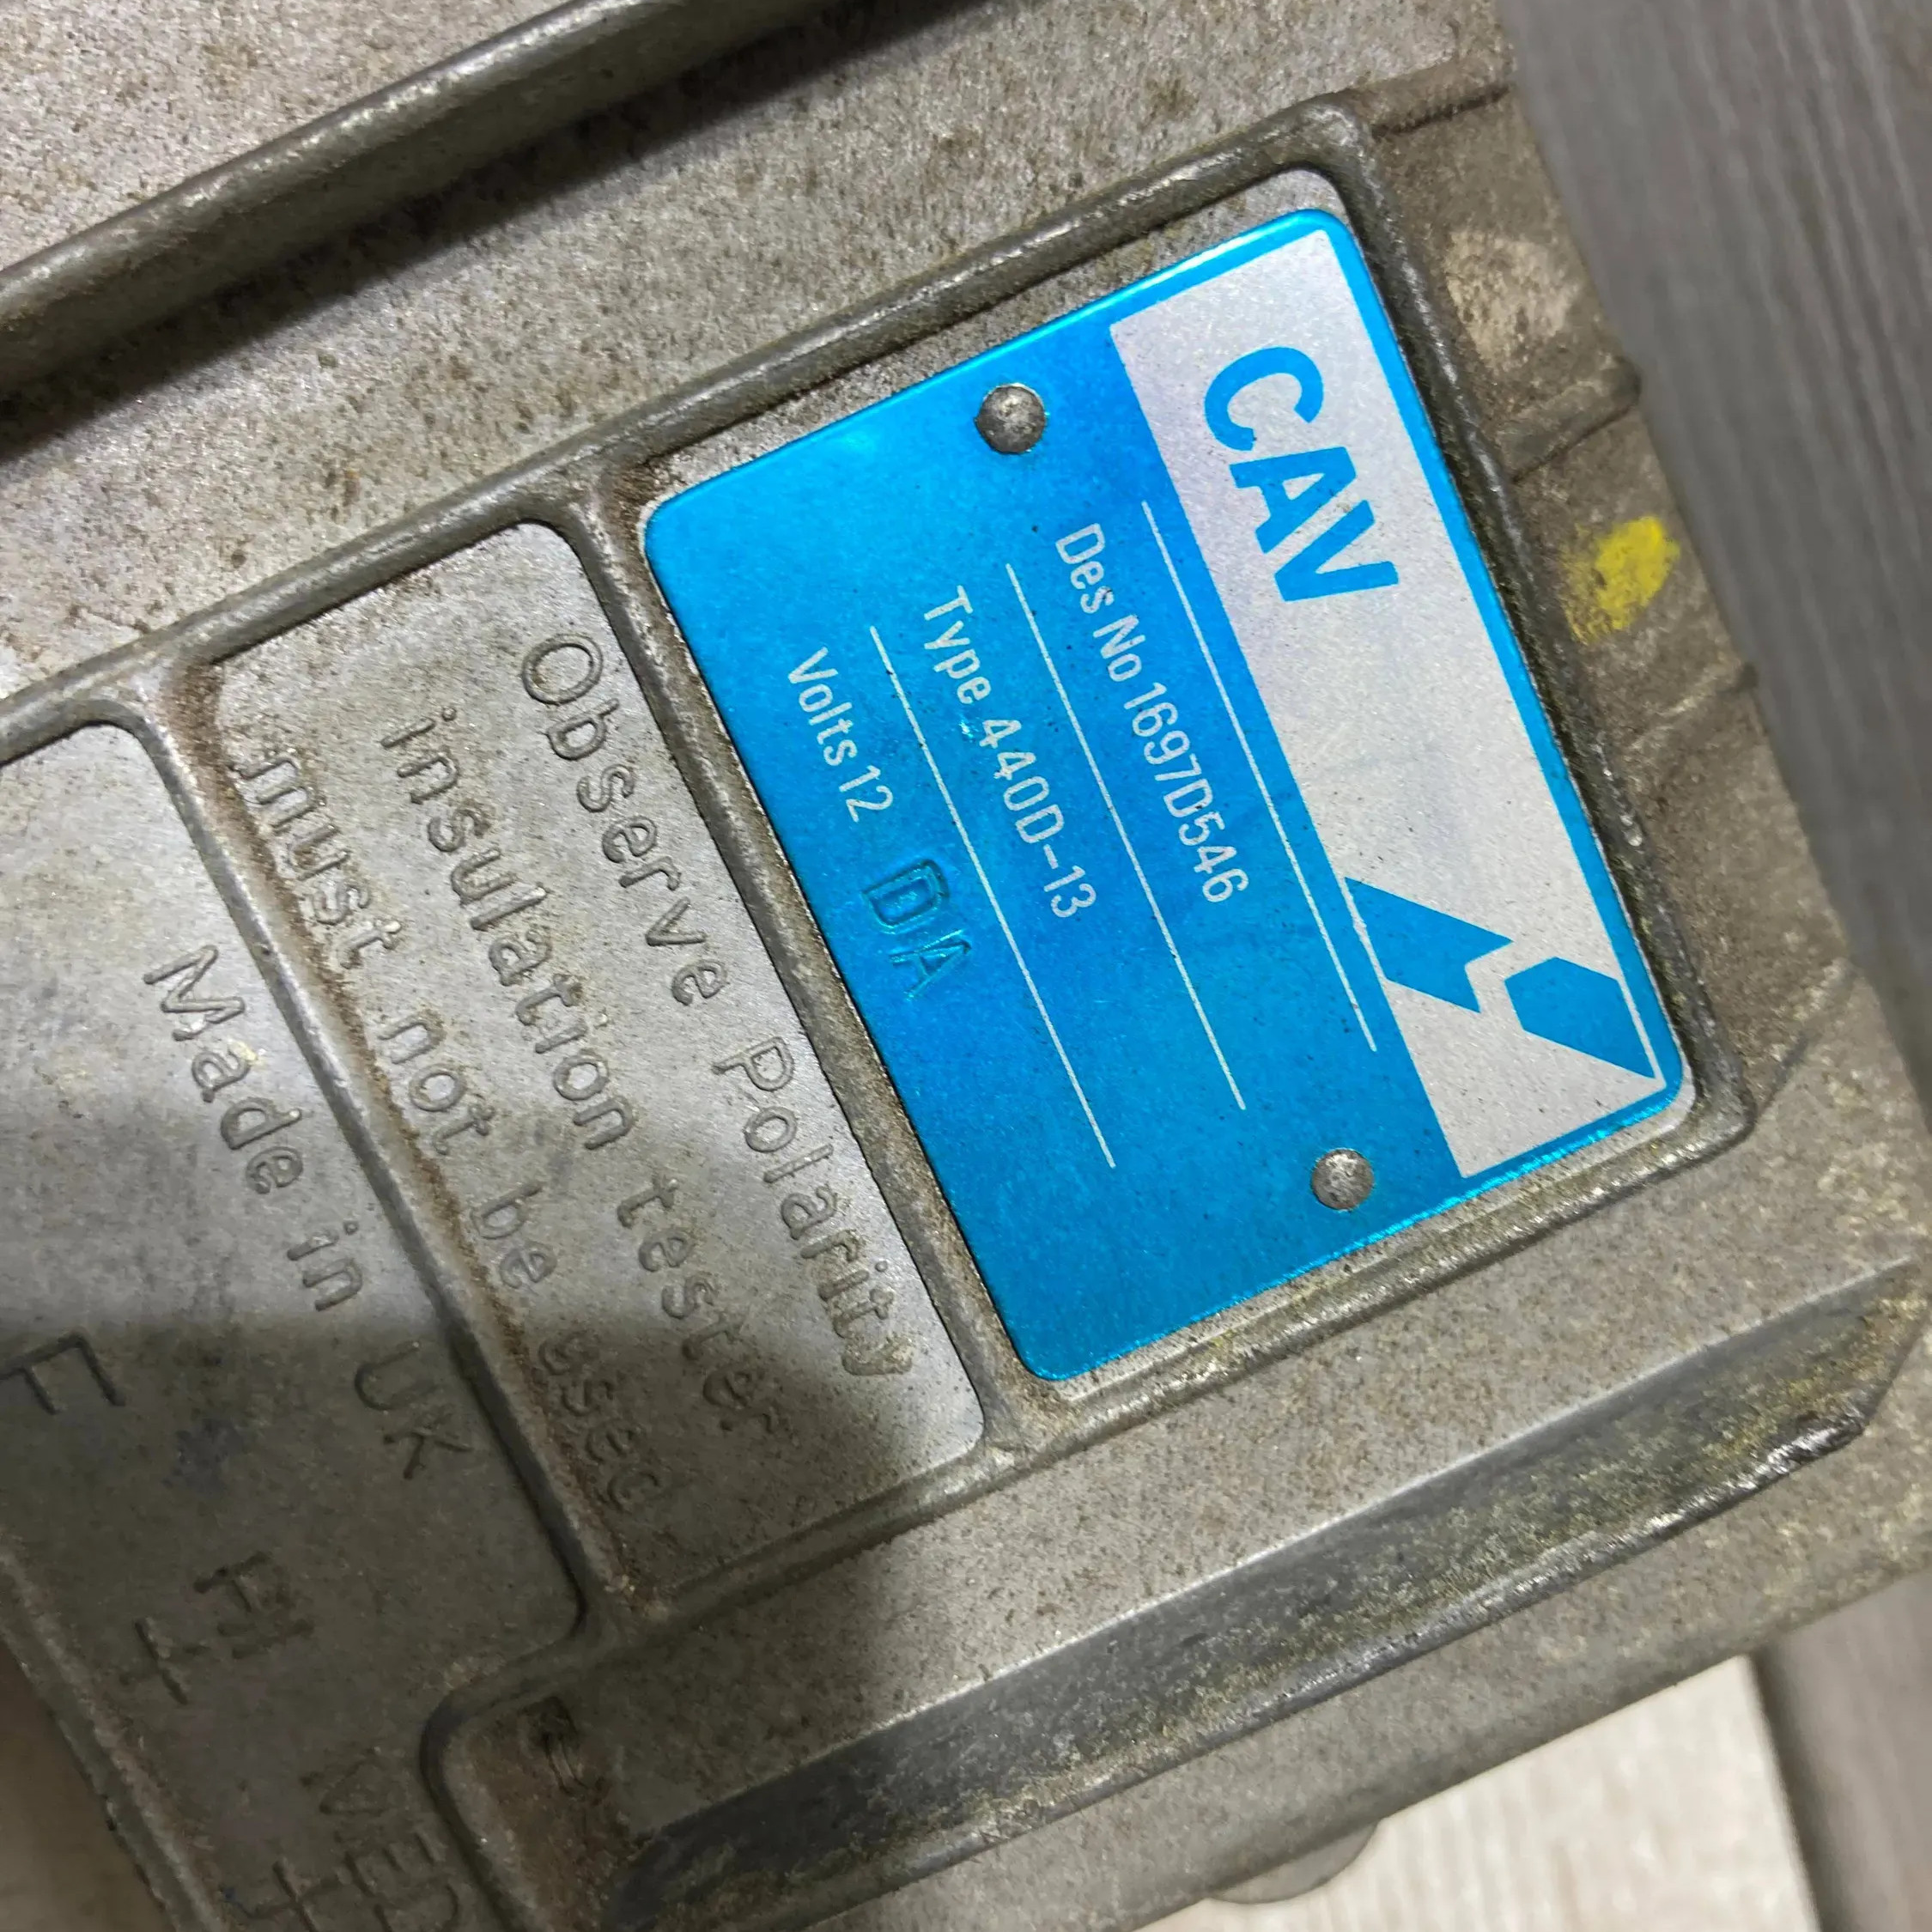 CAV
Des No 1697D546
Type 440D-13
Volts 12 DA
Observe Polarity
insulation tester
must not be used
Made in UK